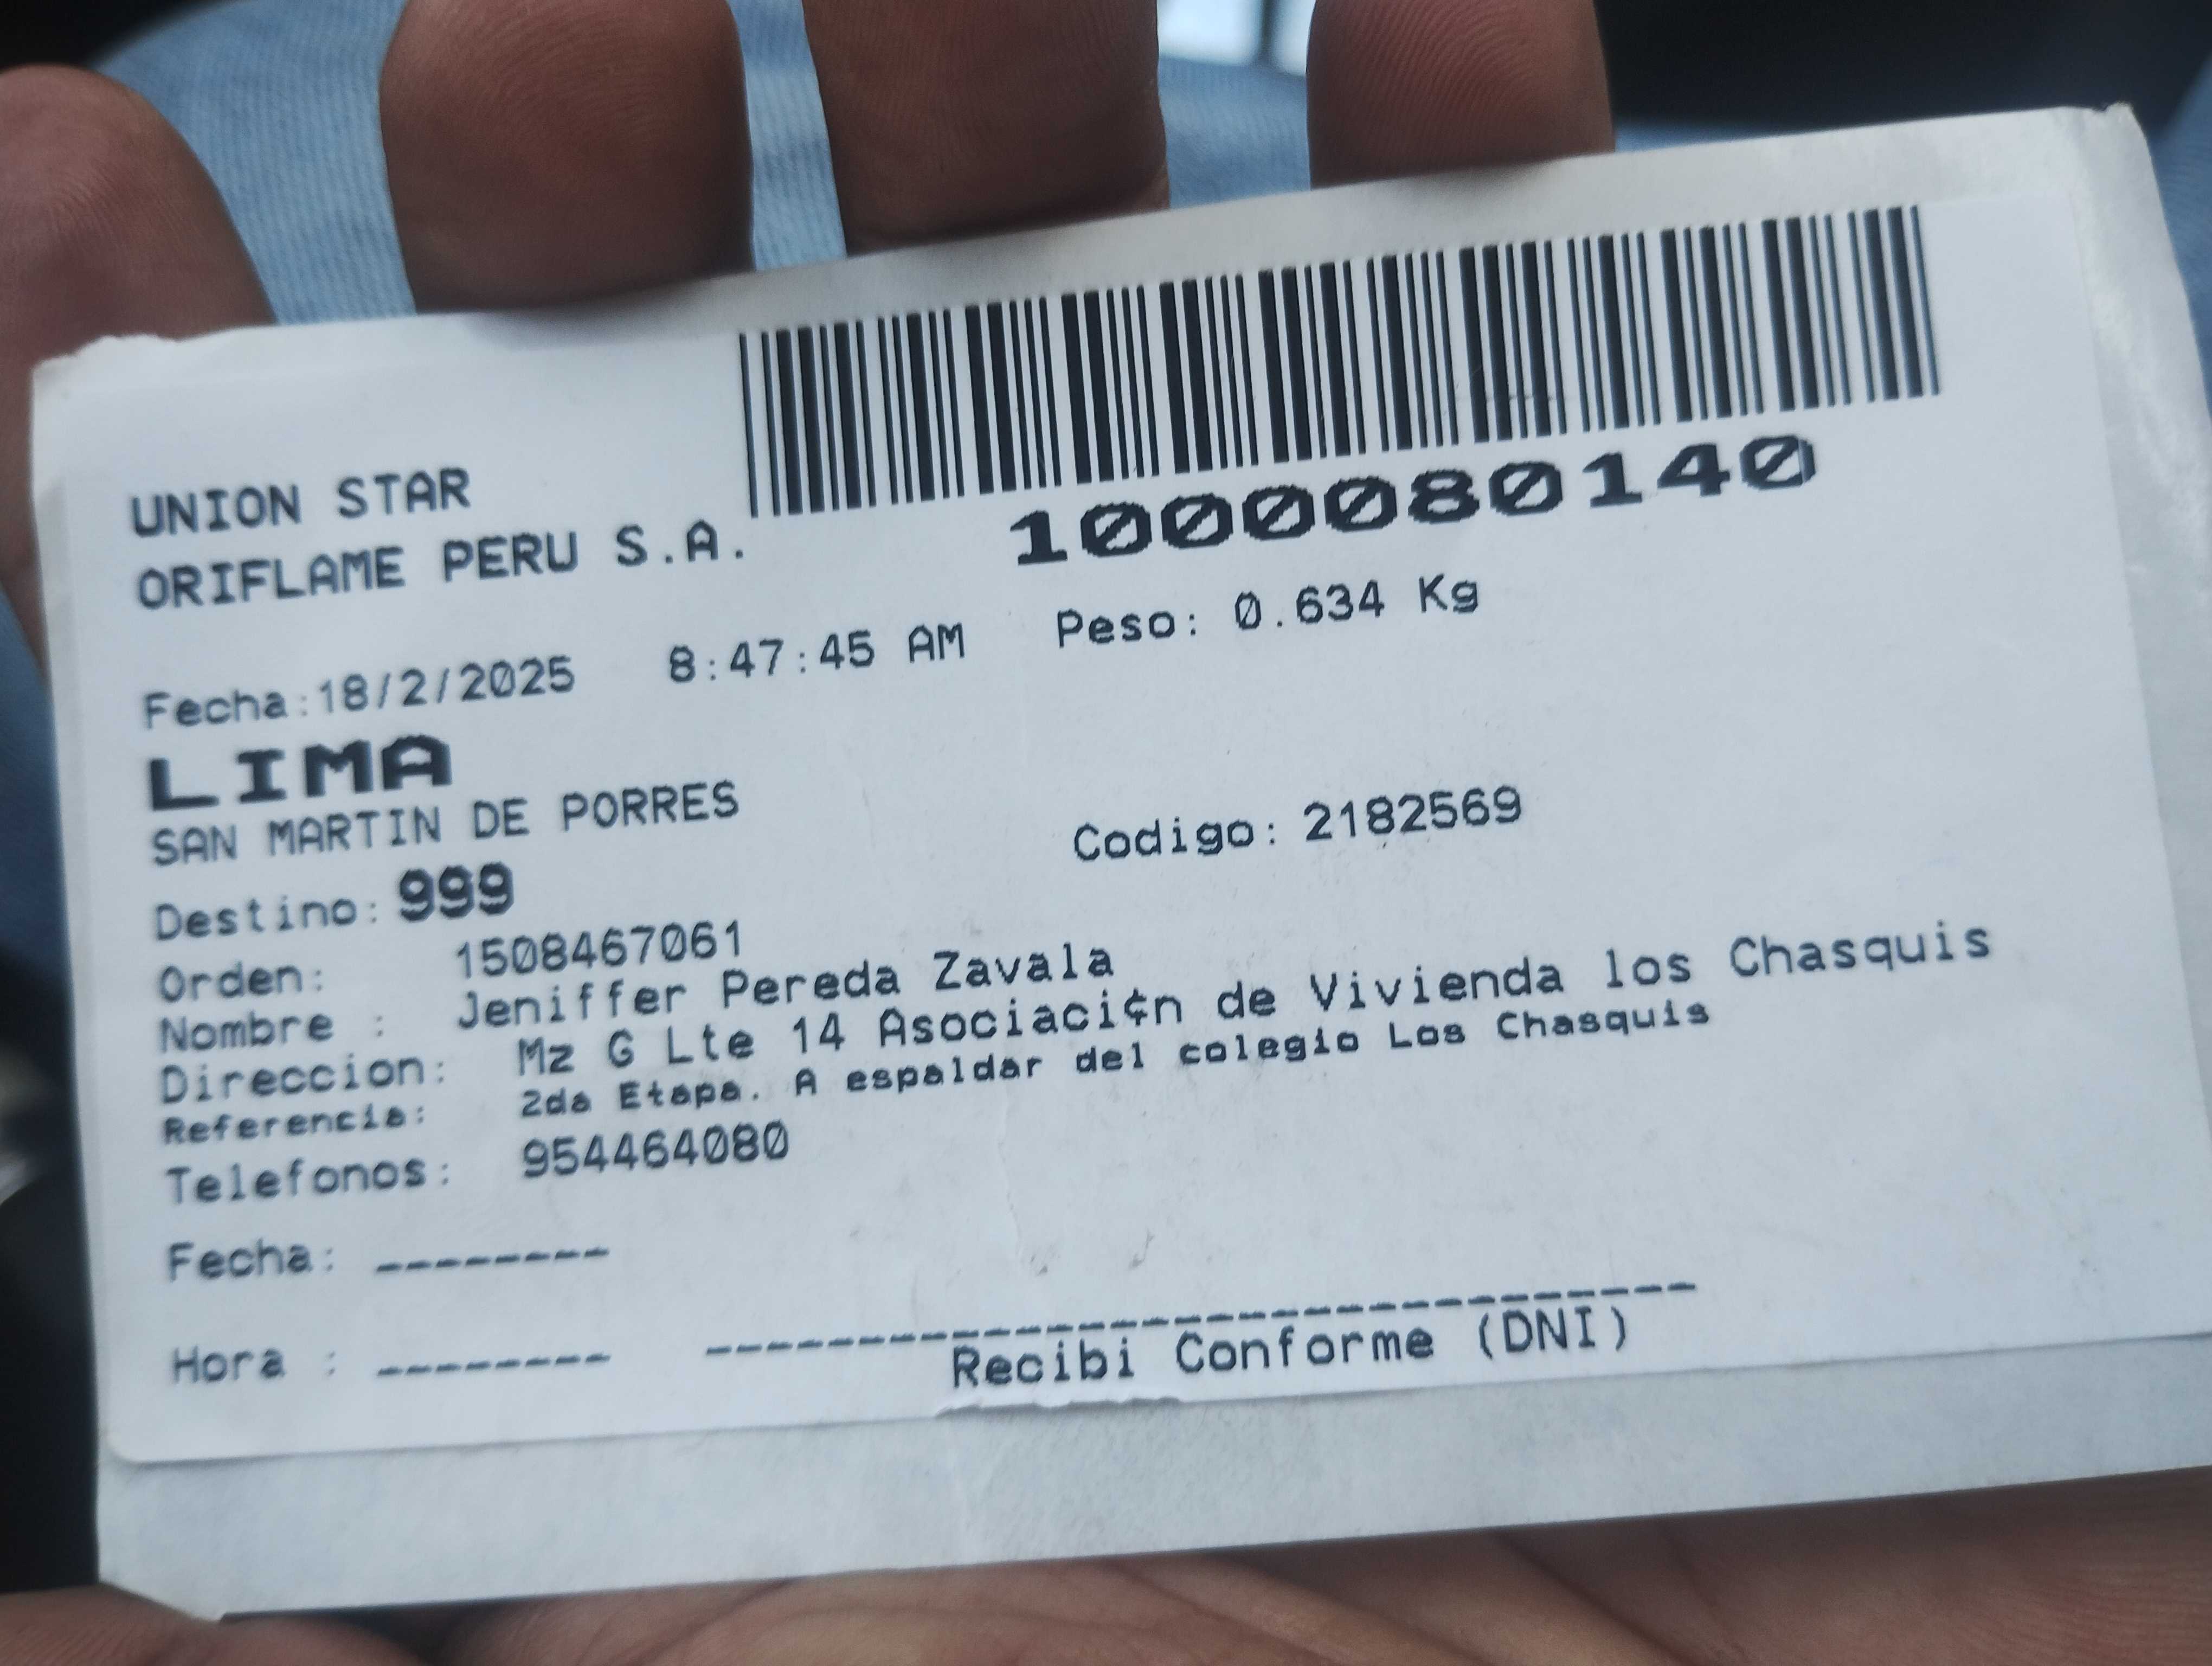 UNION STAR
ORIFLAME PERU S.A.
1000080140
Fecha:18/2/2025 8:47:45 AM Peso: 0.634 Kg
LIMA
SAN MARTIN DE PORRES
Codigo: 2182569
Destino: 999
Orden: 1508467061
Nombre : Jeniffer Pereda Zavala
Direccion: Mz G Lte 14 Asociaci¢n de Vivienda los Chasquis
Referencia: 2da Etapa. A espaldar del colegio Los Chasquis
Telefonos: 954464080
Fecha: --------
Hora : --------
Recibi Conforme (DNI)